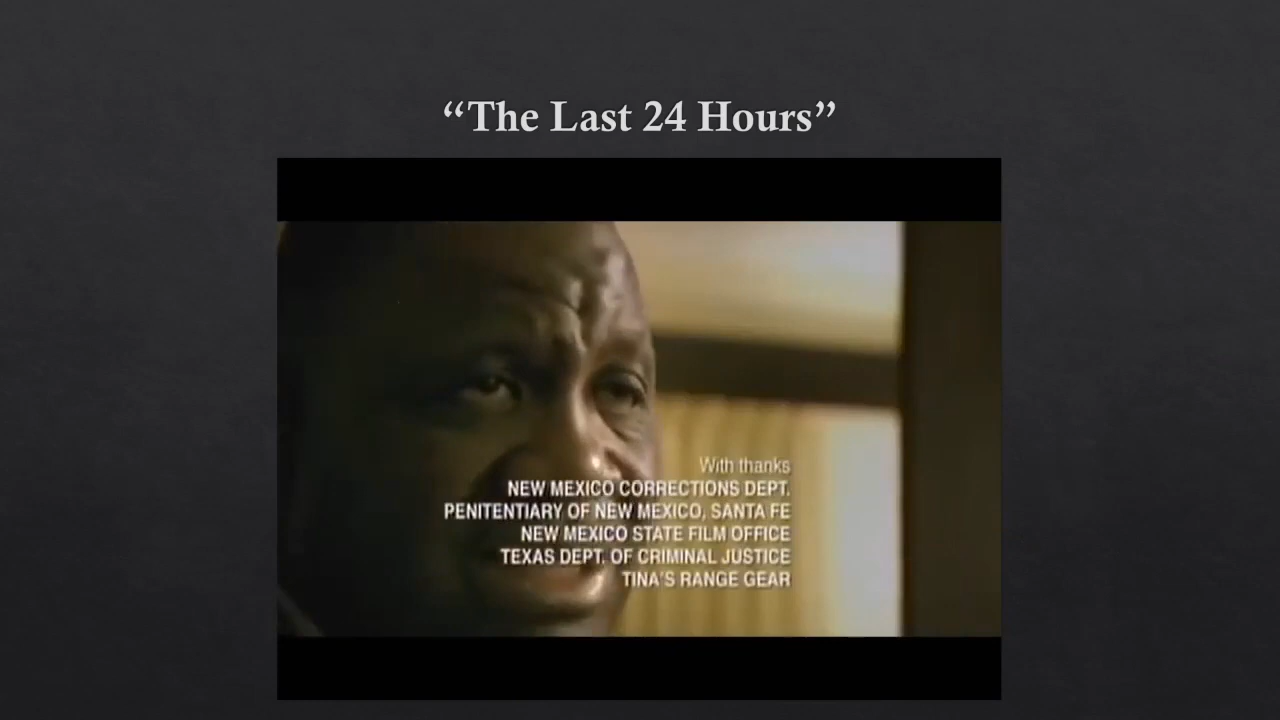 “The Last 24 Hours”
With thanks
NEW MEXICO CORRECTIONS DEPT.
PENITENTIARY OF NEW MEXICO, SANTA FE
NEW MEXICO STATE FILM OFFICE
TEXAS DEPT. OF CRIMINAL JUSTICE
TINA'S RANGE GEAR